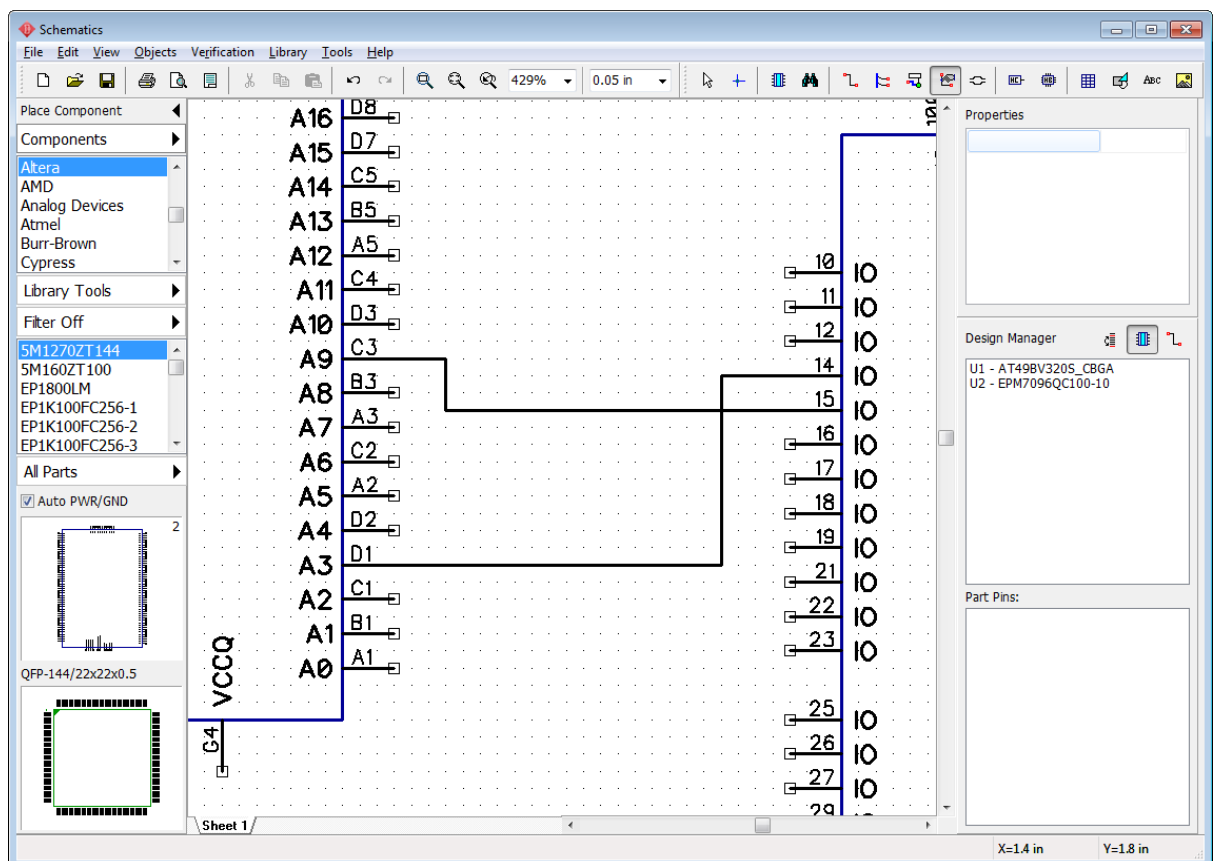 Schematics
File Edit View Objects Verification Library Tools Help
429% 0.05 in ABC
Place Component
Components
Altera
AMD
Analog Devices
Atmel
Burr-Brown
Cypress
Library Tools
Filter Off
5M1270ZT144
5M160ZT100
EP1800LM
EP1K100FC256-1
EP1K100FC256-2
EP1K100FC256-3
All Parts
Auto PWR/GND
2
QFP-144/22x22x0.5
A16 D8
A15 D7
A14 C5
A13 B5
A12 A5
A11 C4
A10 D3
A9 C3
A8 B3
A7 A3
A6 C2
A5 A2
A4 D2
A3 D1
A2 C1
A1 B1
A0 A1
VCCQ
G4
10 IO
11 IO
12 IO
14 IO
15 IO
16 IO
17 IO
18 IO
19 IO
21 IO
22 IO
23 IO
25 IO
26 IO
27 IO
29
Sheet 1
Properties
Design Manager
U1 - AT49BV320S_CBGA
U2 - EPM7096QC100-10
Part Pins:
X=1.4 in Y=1.8 in